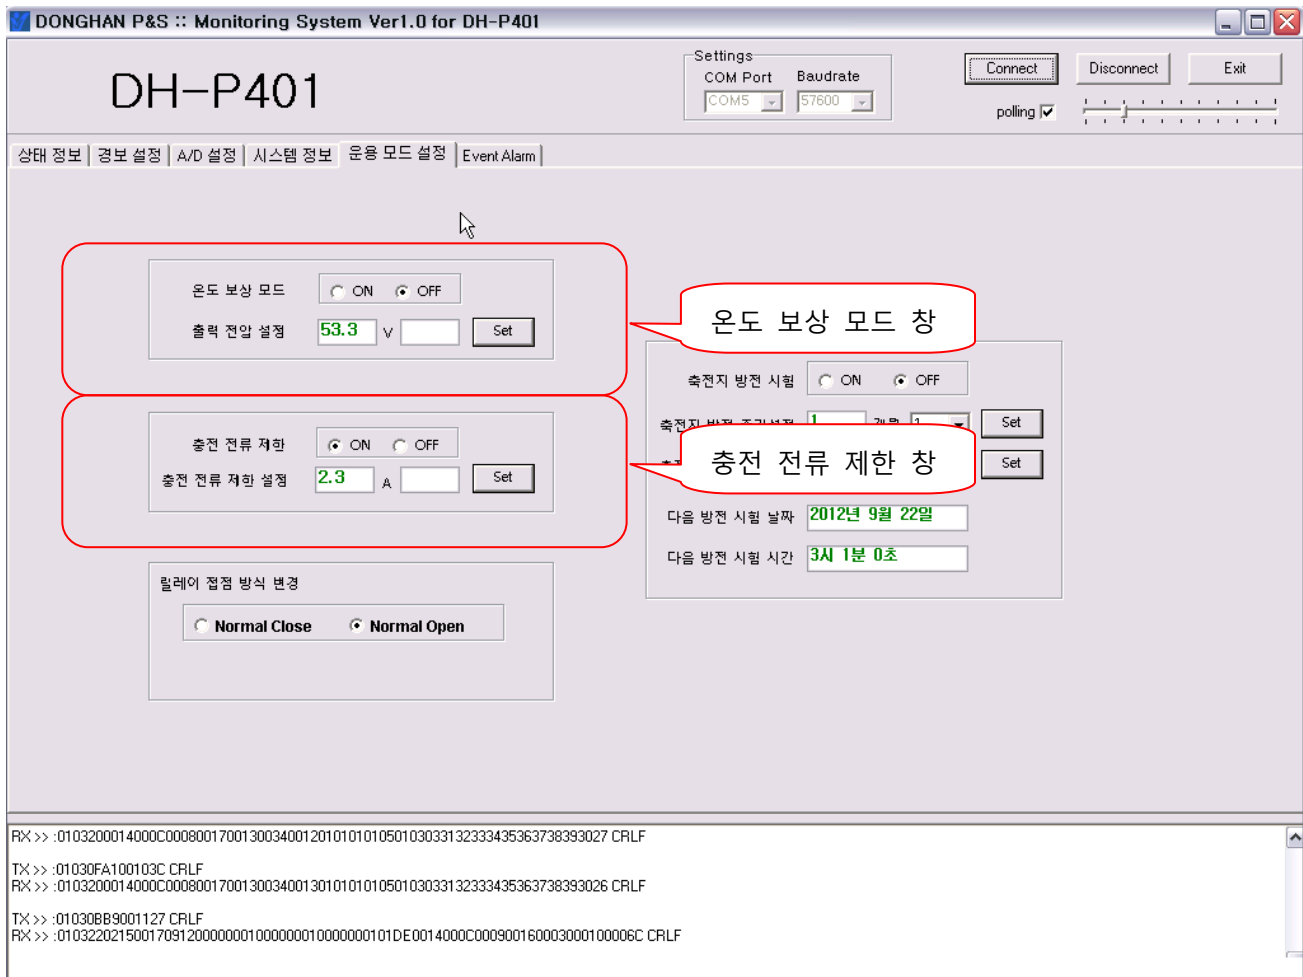 DONGHAN P&S :: Monitoring System Ver1.0 for DH-P401
DH-P401
Settings
COM Port Baudrate
COM5 57600
Connect Disconnect Exit
polling
상태 정보 경보 설정 A/D 설정 시스템 정보 운용 모드 설정 Event Alarm
온도 보상 모드 ON OFF
출력 전압 설정 53.3 V Set
온도 보상 모드 창
충전 전류 제한 ON OFF
충전 전류 제한 설정 2.3 A Set
충전 전류 제한 창
축전지 방전 시험 ON OFF
축전지 1 1 Set
Set
다음 방전 시험 날짜 2012년 9월 22일
다음 방전 시험 시간 3시 1분 0초
릴레이 접점 방식 변경
Normal Close Normal Open
RX >> :0103200014000C0008001700130034001201010101050103033132333435363738393027 CRLF
TX >> :01030FA100103C CRLF
RX >> :0103200014000C0008001700130034001301010101050103033132333435363738393026 CRLF
TX >> :01030BB9001127 CRLF
RX >> :01032202150017091200000001000000010000000101DE0014000C000900160003000100006C CRLF